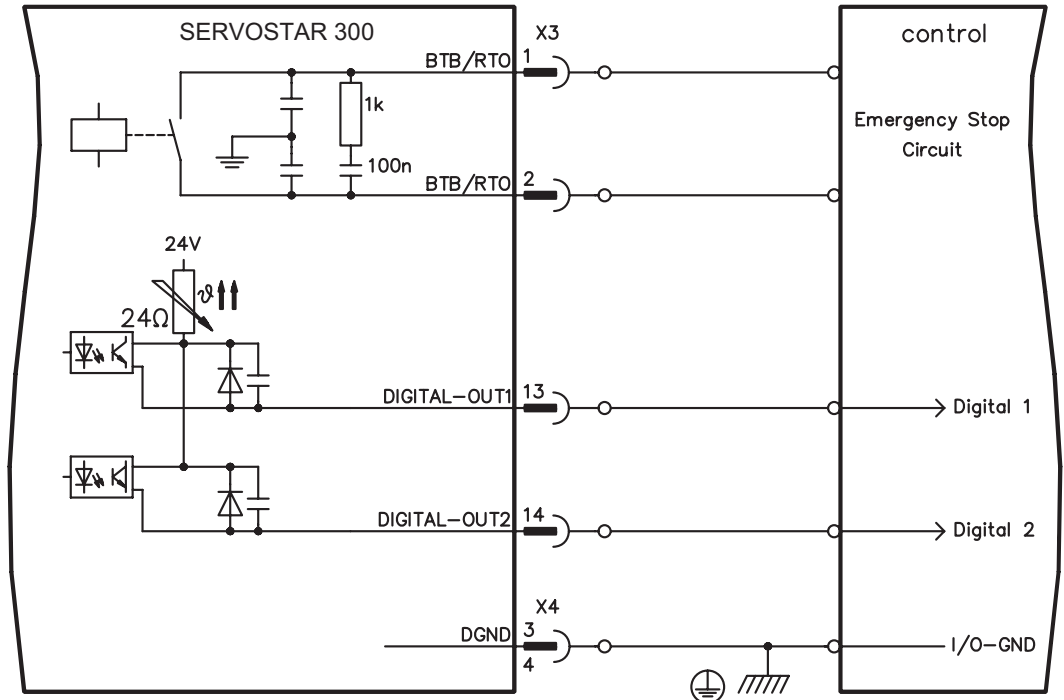 SERVOSTAR 300
X3
control
BTB/RTO
1
1k
Emergency Stop
Circuit
100n
BTB/RTO
2
24V
ϑ
24Ω
DIGITAL-OUT1
13
Digital 1
DIGITAL-OUT2
14
Digital 2
X4
DGND
3
I/O-GND
4